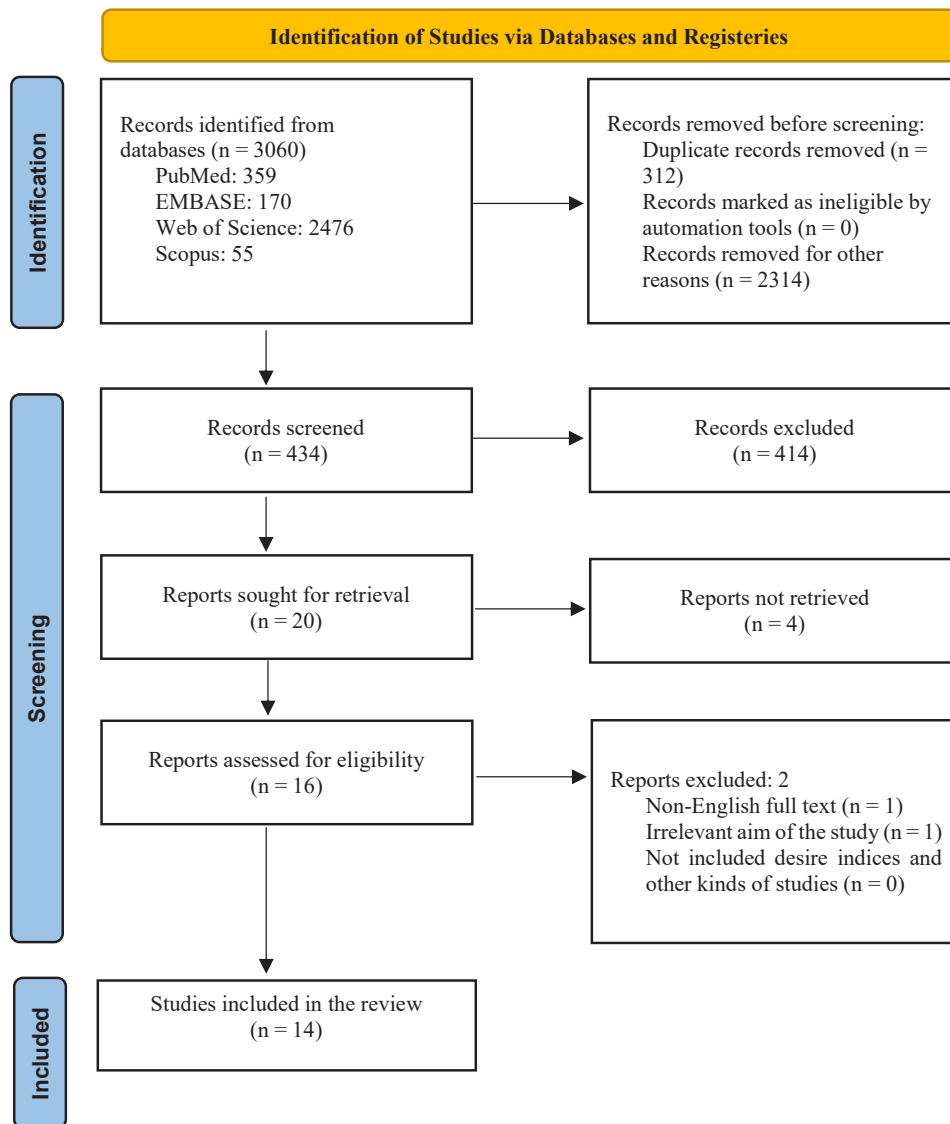 Identification of Studies via Databases and Registeries
Identification
Records identified from
databases (n = 3060)
PubMed: 359
EMBASE: 170
Web of Science: 2476
Scopus: 55
Records removed before screening:
Duplicate records removed (n =
312)
Records marked as ineligible by
automation tools (n = 0)
Records removed for other
reasons (n = 2314)
Screening
Records screened
(n = 434)
Records excluded
(n = 414)
Reports sought for retrieval
(n = 20)
Reports not retrieved
(n = 4)
Reports assessed for eligibility
(n = 16)
Reports excluded: 2
Non-English full text (n = 1)
Irrelevant aim of the study (n = 1)
Not included desire indices and
other kinds of studies (n = 0)
Included
Studies included in the review
(n = 14)